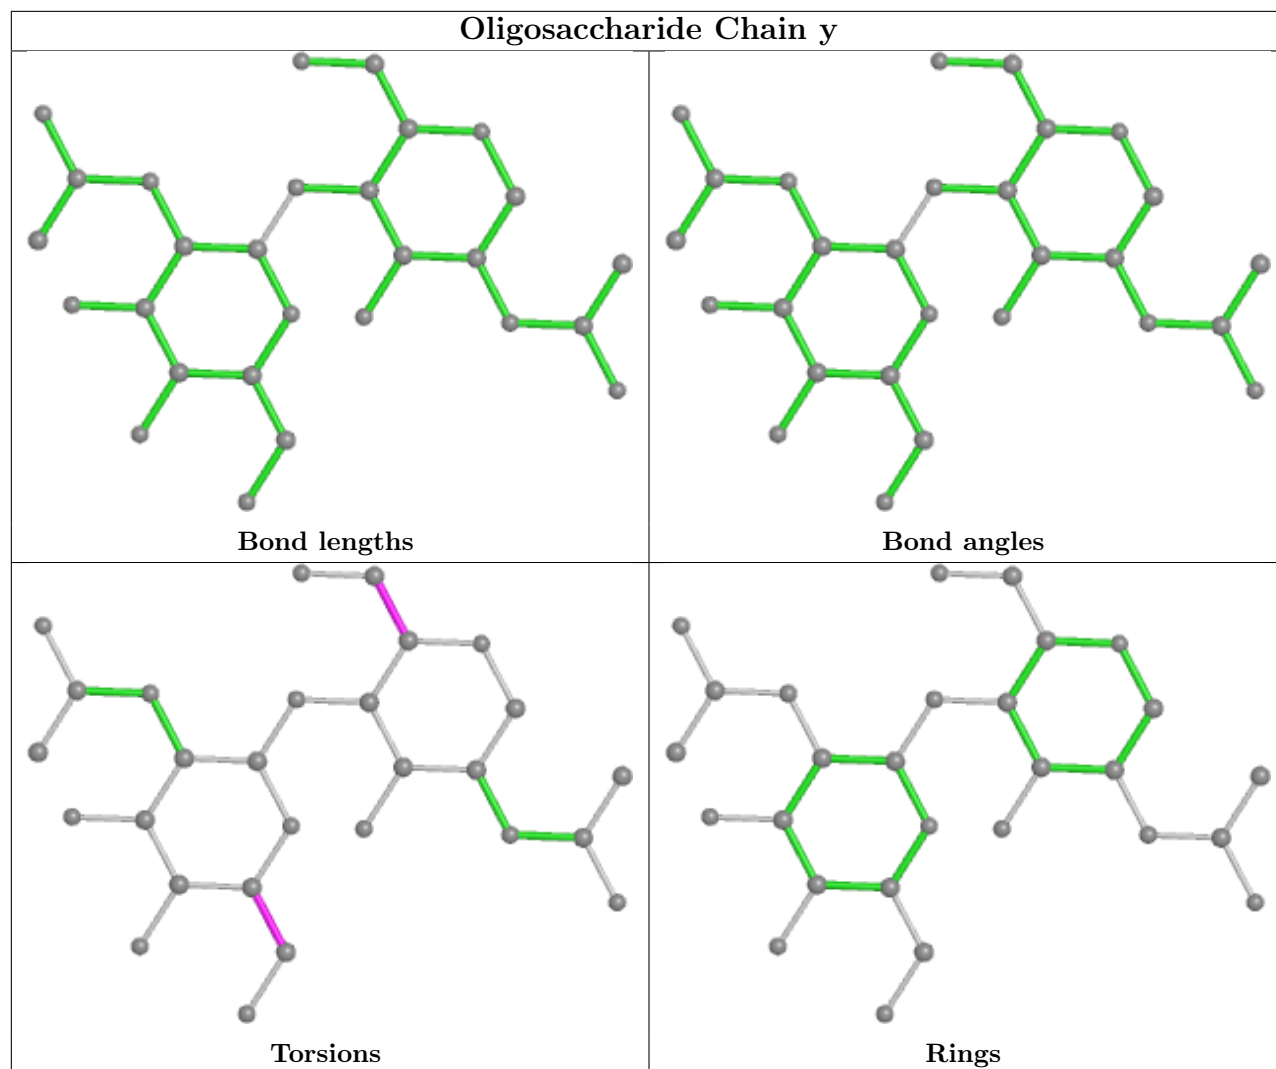 Oligosaccharide Chain y
Bond lengths
Bond angles
Torsions
Rings